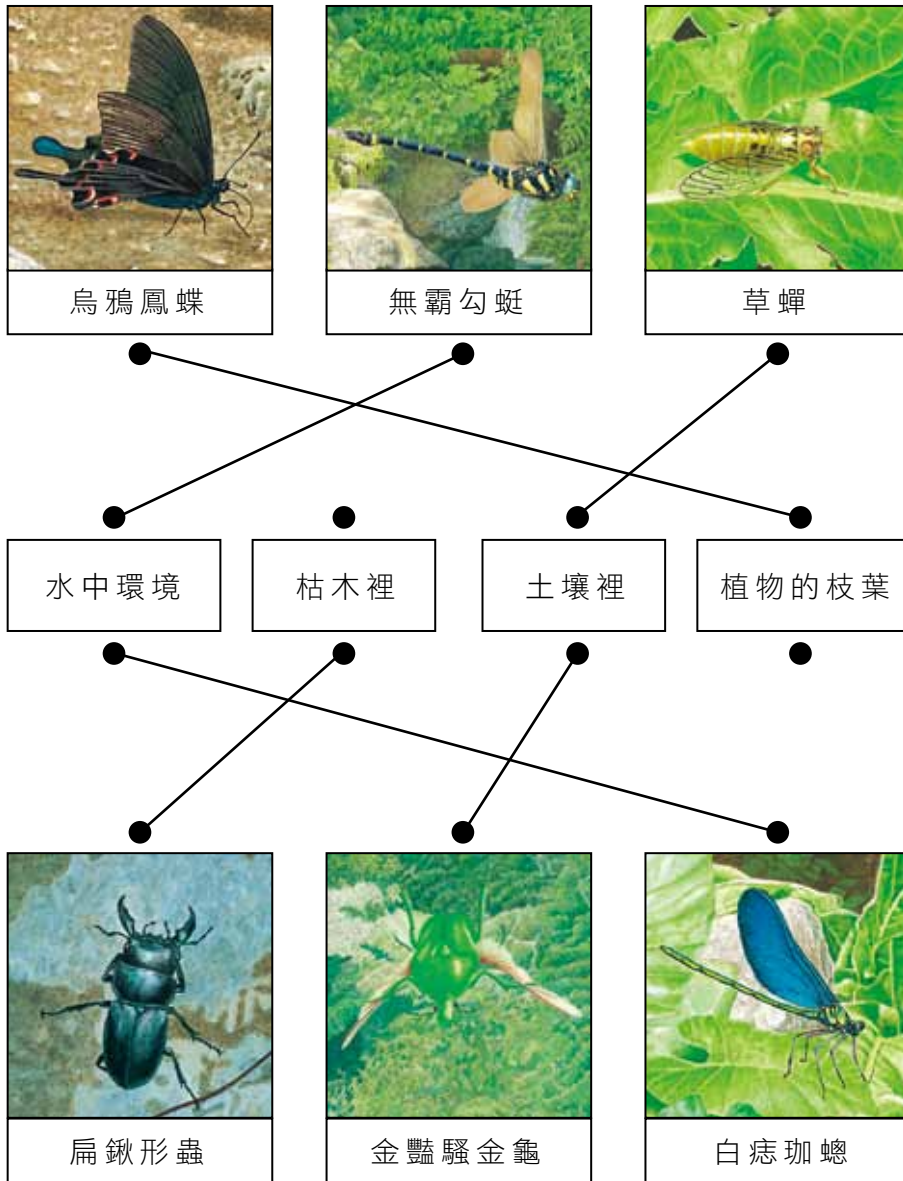 烏鴉鳳蝶
無霸勾蜓
草蟬
水中環境
枯木裡
土壤裡
植物的枝葉
扁鍬形蟲
金豔騷金龜
白痣珈蟌